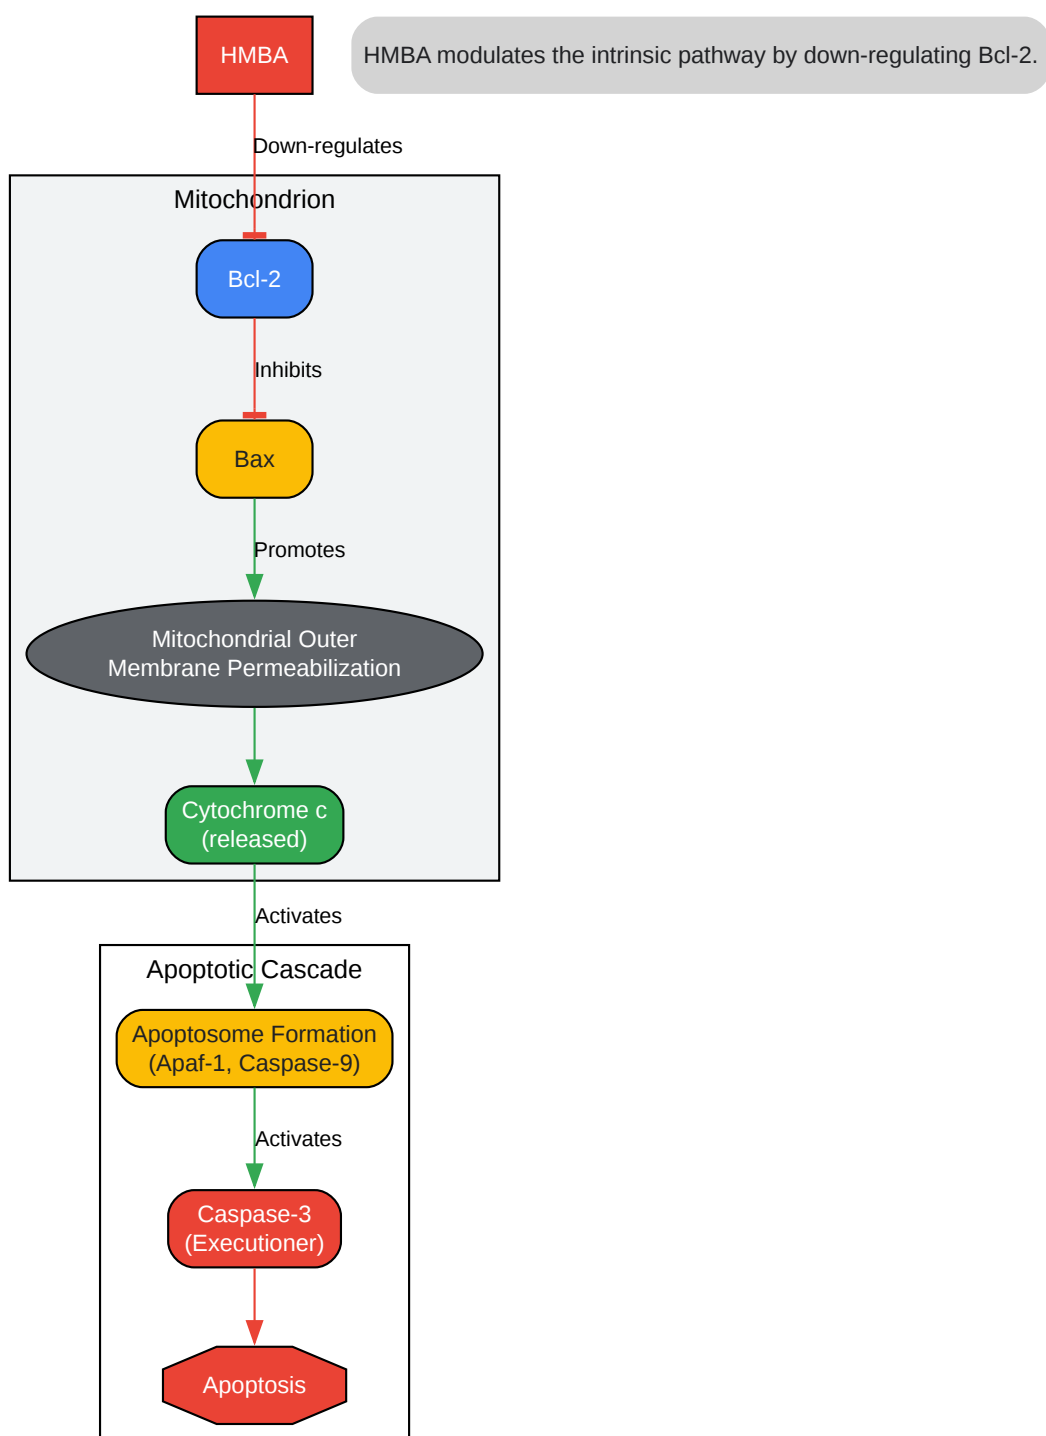 HMBA
HMBA modulates the intrinsic pathway by down-regulating Bcl-2.
Down-regulates
Mitochondrion
Bcl-2
Inhibits
Bax
Promotes
Mitochondrial Outer
Membrane Permeabilization
Cytochrome c
(released)
Activates
Apoptotic Cascade
Apoptosome Formation
(Apaf-1, Caspase-9)
Activates
Caspase-3
(Executioner)
Apoptosis